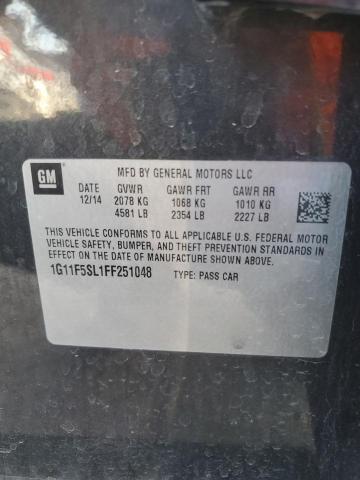 GM
MFD BY GENERAL MOTORS LLC
DATE GVWR GAWR FRT GAWR RR
12/14 2078 KG 1068 KG 1010 KG
4581 LB 2354 LB 2227 LB
THIS VEHICLE CONFORMS TO ALL APPLICABLE U.S. FEDERAL MOTOR
VEHICLE SAFETY, BUMPER, AND THEFT PREVENTION STANDARDS IN
EFFECT ON THE DATE OF MANUFACTURE SHOWN ABOVE.
1G11F5SL1FF251048 TYPE: PASS CAR